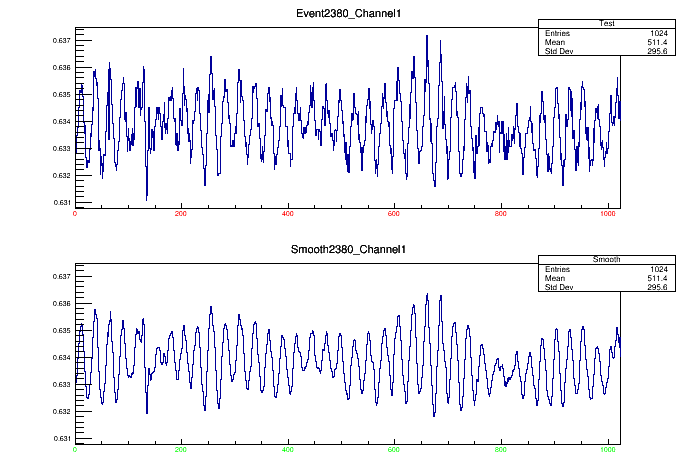 Event2380_Channel1
Test
Entries 1024
Mean 511.4
Std Dev 295.6
0.637
0.636
0.635
0.634
0.633
0.632
0.631
0 200 400 600 800 1000
Smooth2380_Channel1
Smooth
Entries 1024
Mean 511.4
Std Dev 295.6
0.637
0.636
0.635
0.634
0.633
0.632
0.631
0 200 400 600 800 1000